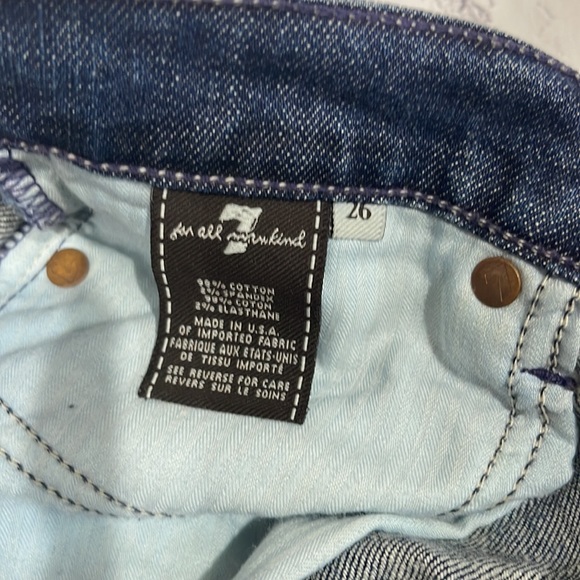 7
for all mankind
26
98% COTTON
2% SPANDEX
98% COTON
2% ELASTHANE
MADE IN U.S.A.
OF IMPORTED FABRIC
FABRIQUE AUX ETATS-UNIS
DE TISSU IMPORTÉ
SEE REVERSE FOR CARE
REVERS SUR LE SOINS